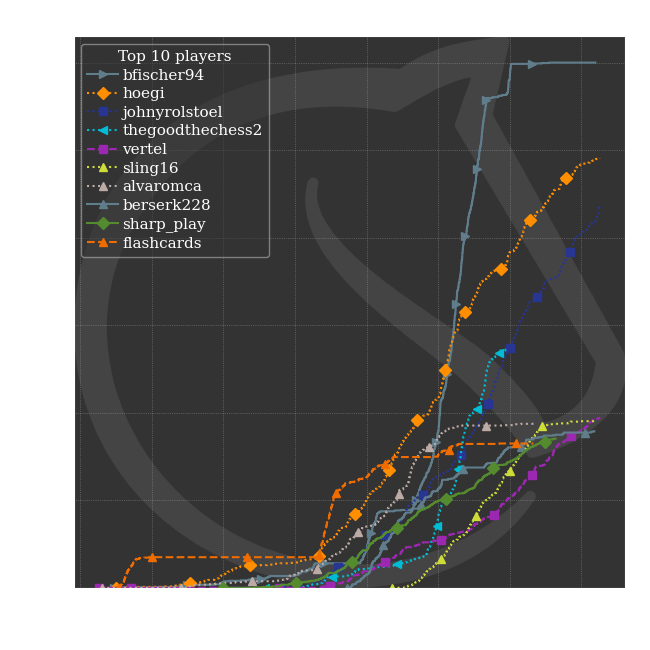 Top 10 players
bfischer94
hoegi
johnyrolstoel
thegoodthechess2
vertel
sling16
alvaromca
berserk228
sharp_play
flashcards